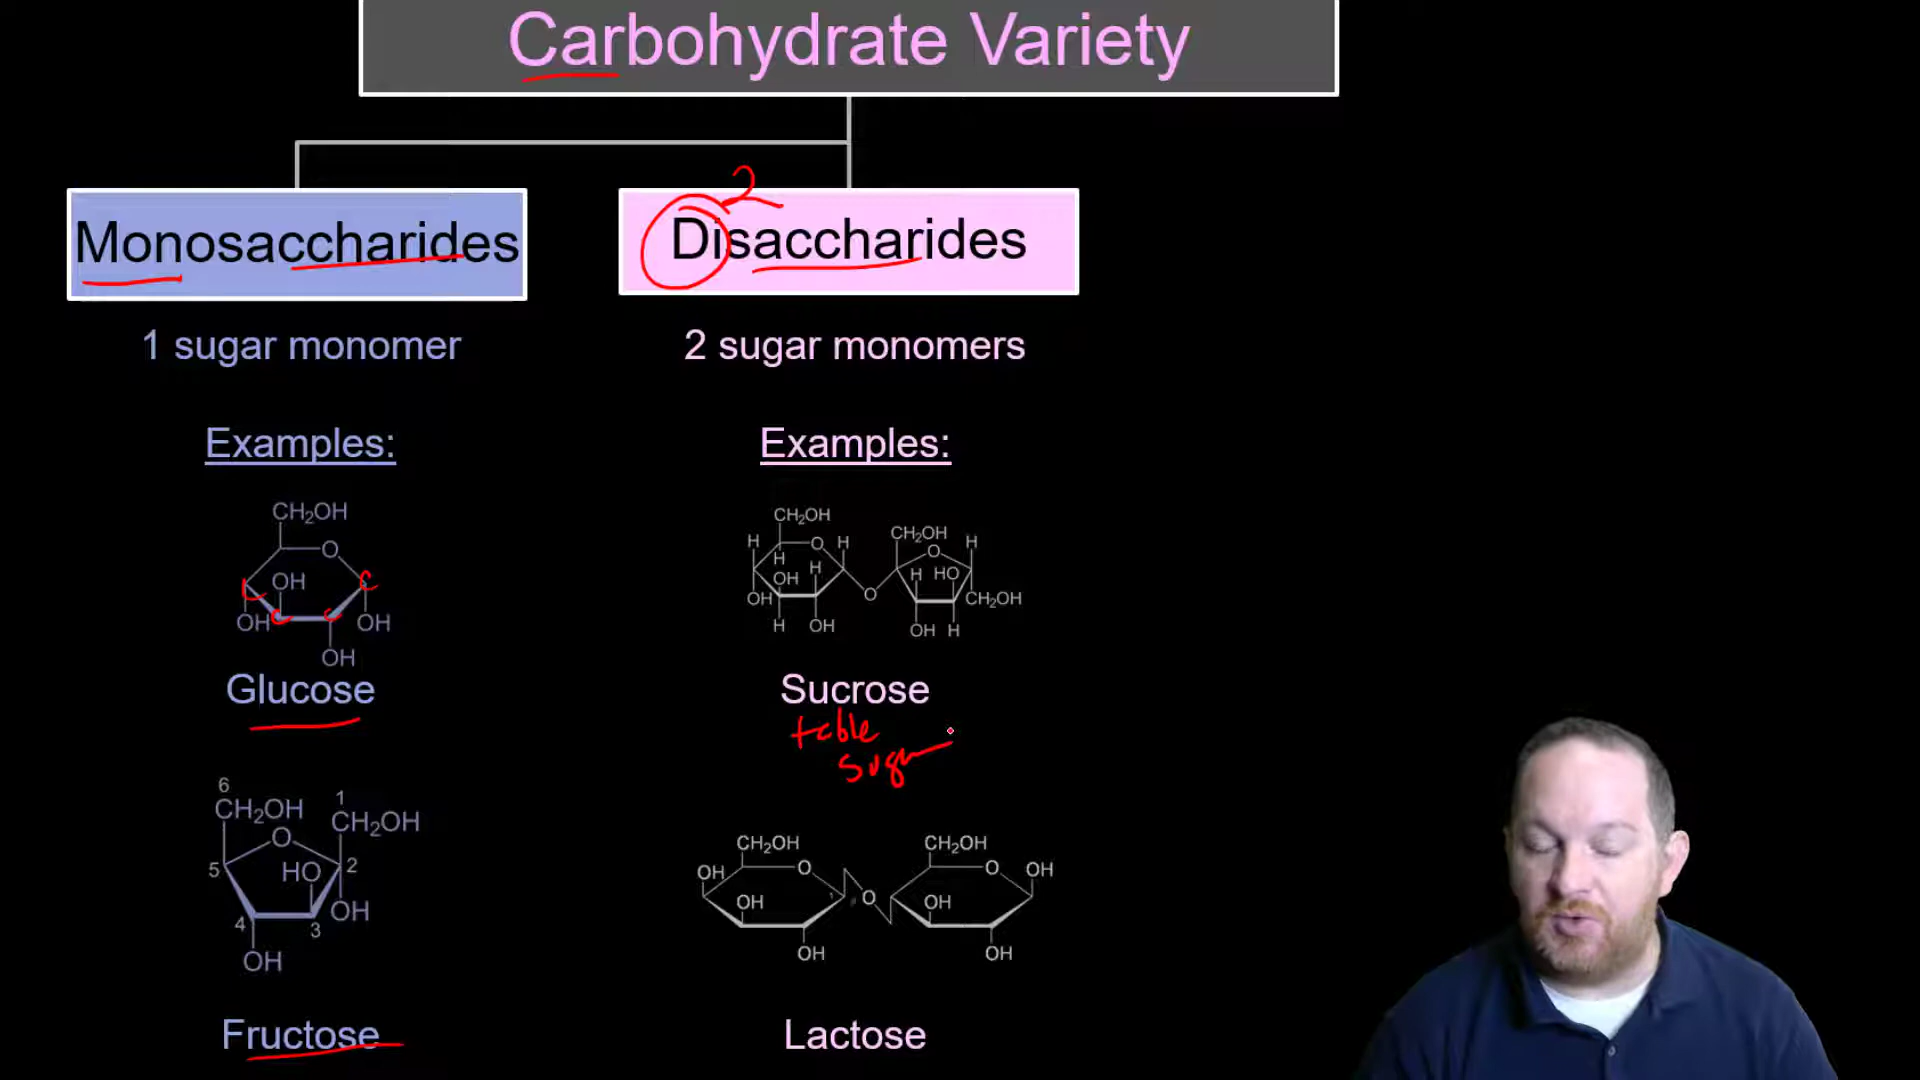 Carbohydrate Variety
Monosaccharides
1 sugar monomer
Examples:
CH₂OH
O
OH
C
C
C
OH
OH
OH
Glucose
6
CH₂OH
1
CH₂OH
O
5
HO
2
4
OH
3
OH
Fructose
2
Disaccharides
2 sugar monomers
Examples:
CH₂OH
H
O
H
H
OH
H
OH
H
OH
O
CH₂OH
O
H
H
HO
CH₂OH
OH
H
Sucrose
table
sugar
CH₂OH
OH
O
OH
1
OH
O
CH₂OH
O
OH
OH
OH
Lactose